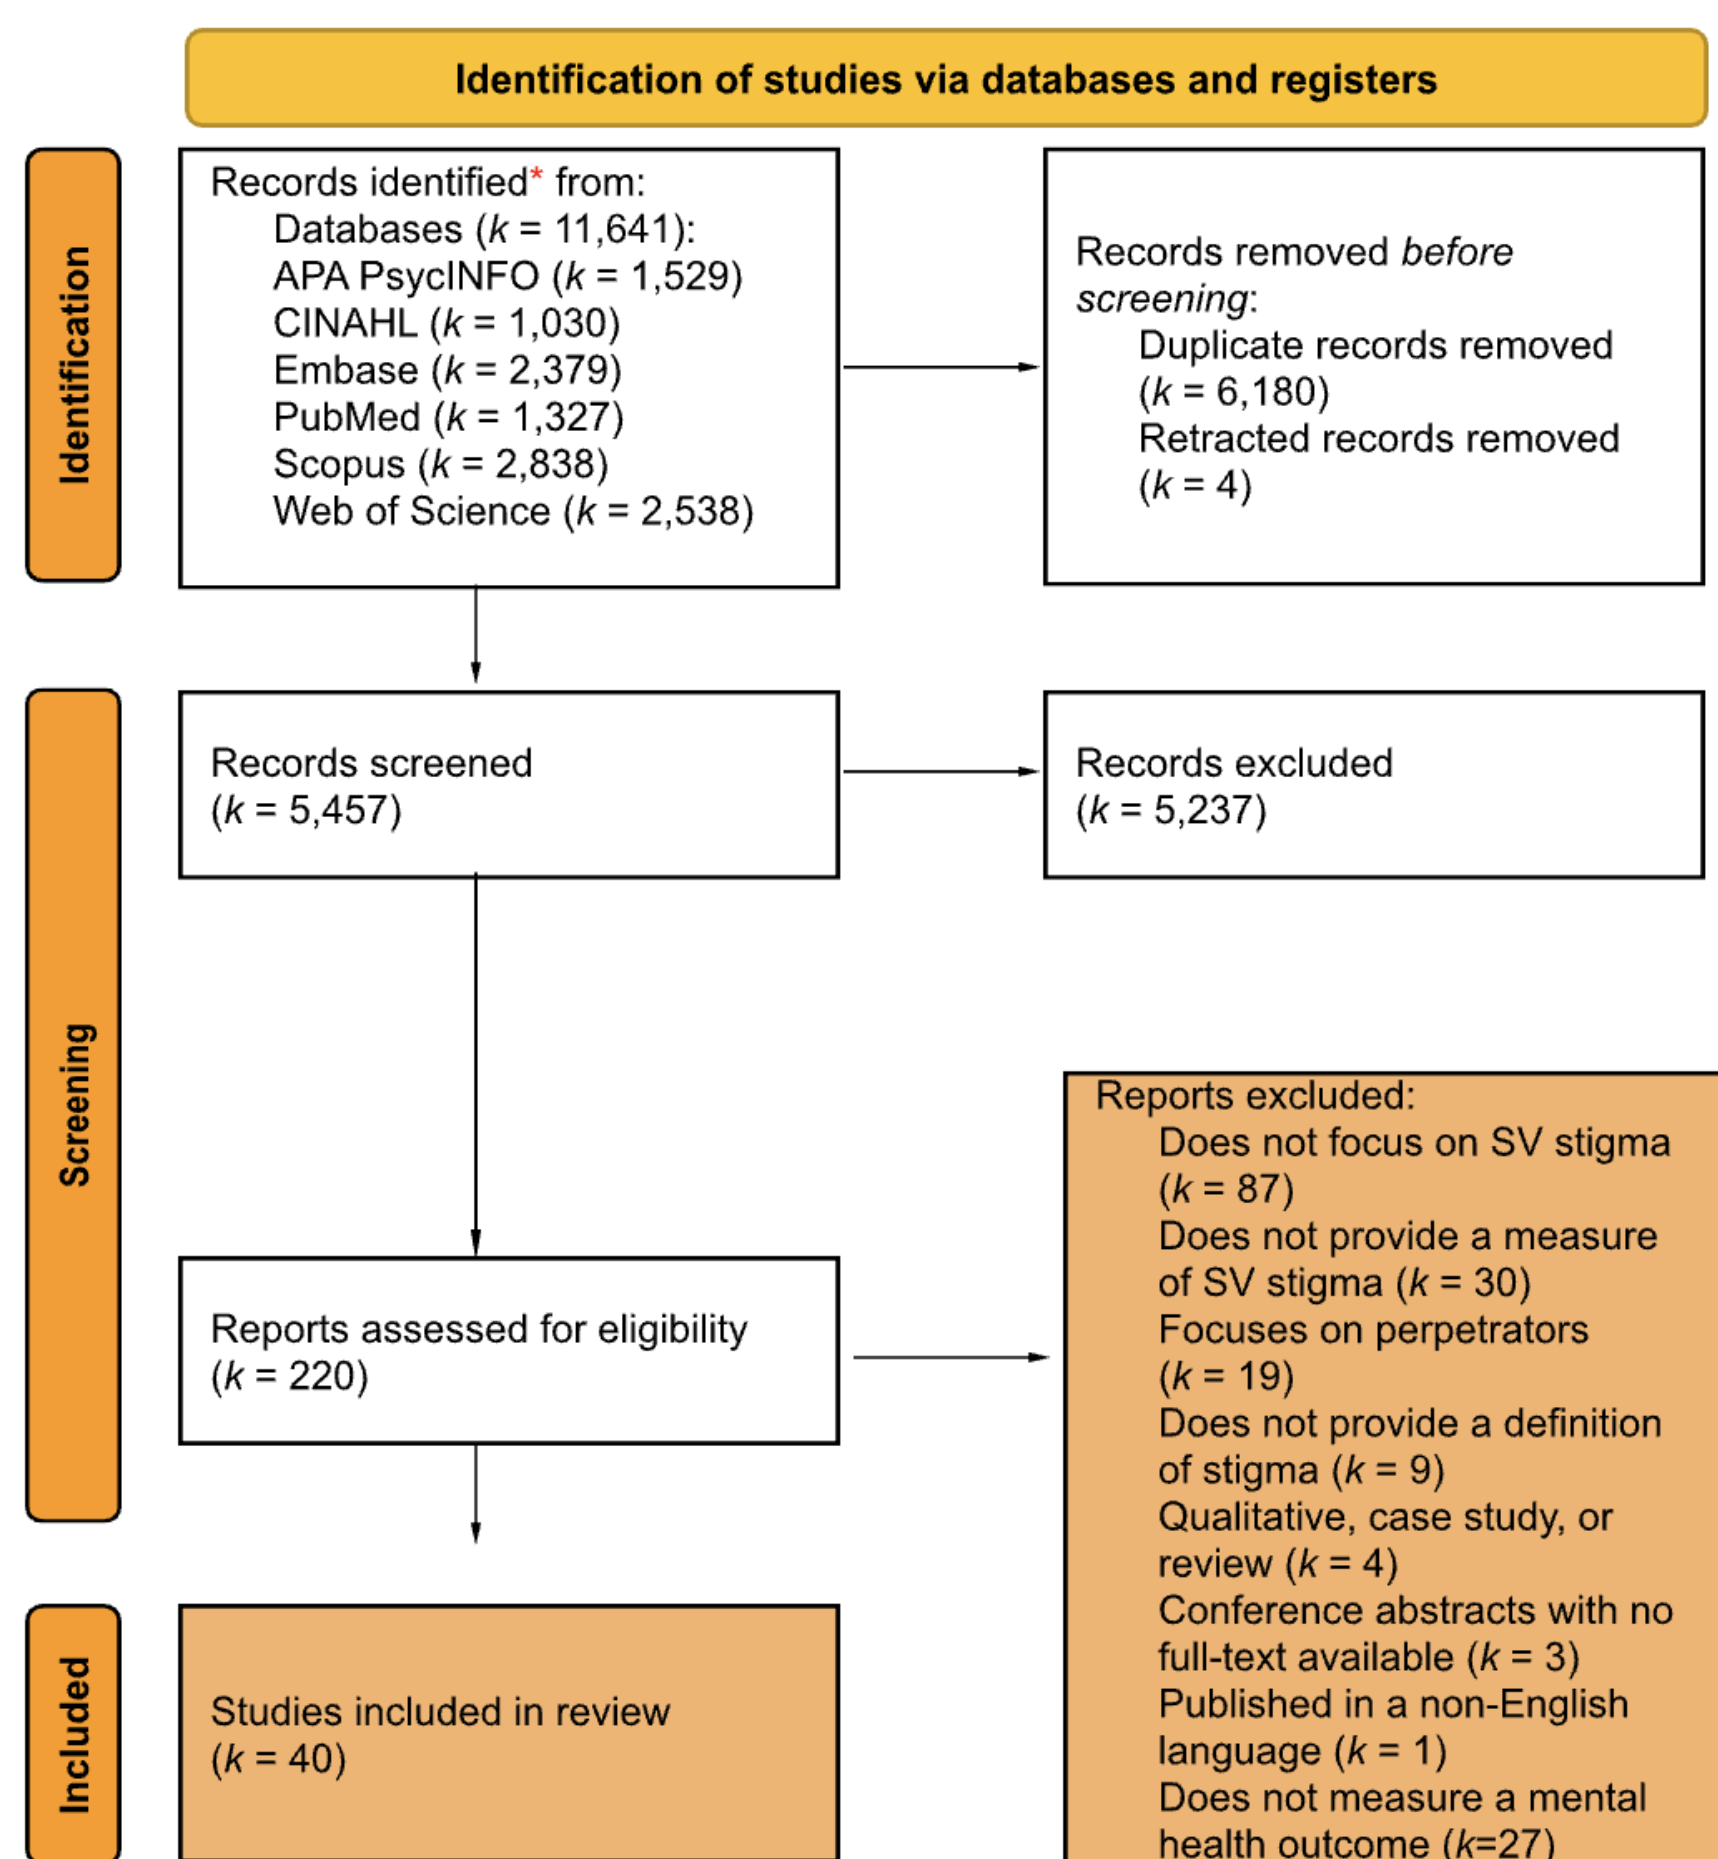 Identification of studies via databases and registers
Identification
Records identified* from:
Databases (k = 11,641):
APA PsycINFO (k = 1,529)
CINAHL (k = 1,030)
Embase (k = 2,379)
PubMed (k = 1,327)
Scopus (k = 2,838)
Web of Science (k = 2,538)
Records removed before
screening:
Duplicate records removed
(k = 6,180)
Retracted records removed
(k = 4)
Screening
Records screened
(k = 5,457)
Records excluded
(k = 5,237)
Reports assessed for eligibility
(k = 220)
Reports excluded:
Does not focus on SV stigma
(k = 87)
Does not provide a measure
of SV stigma (k = 30)
Focuses on perpetrators
(k = 19)
Does not provide a definition
of stigma (k = 9)
Qualitative, case study, or
review (k = 4)
Conference abstracts with no
full-text available (k = 3)
Published in a non-English
language (k = 1)
Does not measure a mental
health outcome (k=27)
Included
Studies included in review
(k = 40)